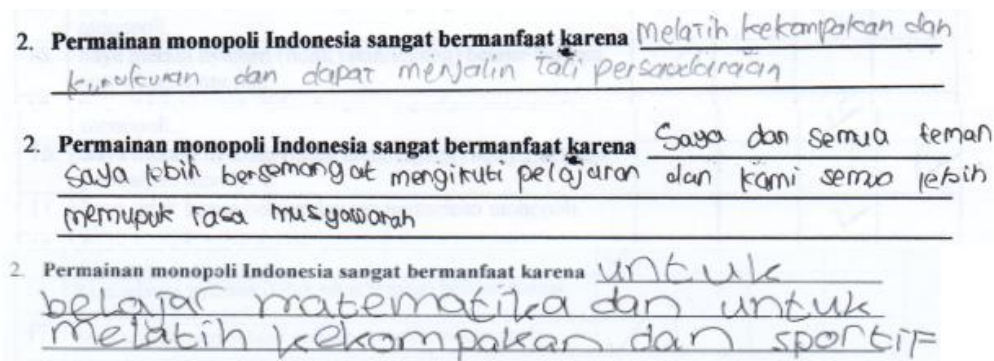 2. Permainan monopoli Indonesia sangat bermanfaat karena melatih kekompakan dan
kerukunan dan dapat menjalin tali persaudaraan
2. Permainan monopoli Indonesia sangat bermanfaat karena Saya dan semua teman
saya lebih bersemangat mengikuti pelajaran dan kami semua lebih
memupuk rasa musyawarah
2. Permainan monopoli Indonesia sangat bermanfaat karena untuk
belajar matematika dan untuk
melatih kekompakan dan sportif